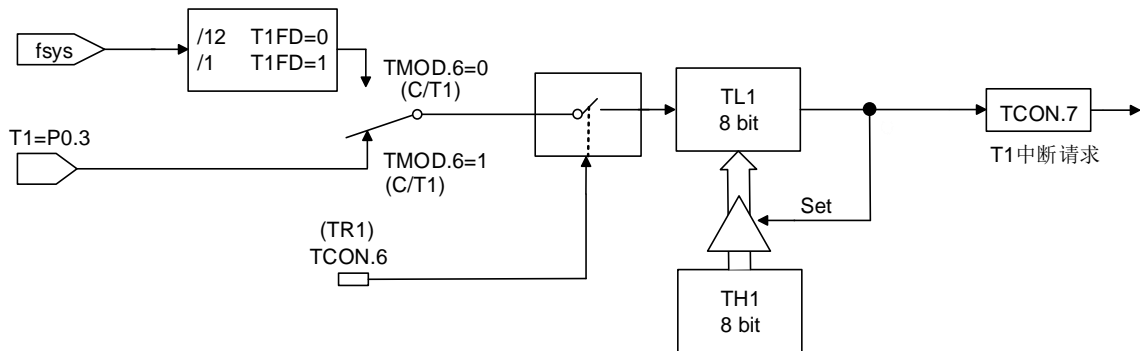 fsys
/12 T1FD=0
/1 T1FD=1
TMOD.6=0
(C/T1)
T1=P0.3
TMOD.6=1
(C/T1)
(TR1)
TCON.6
TL1
8 bit
TCON.7
T1中断请求
Set
TH1
8 bit